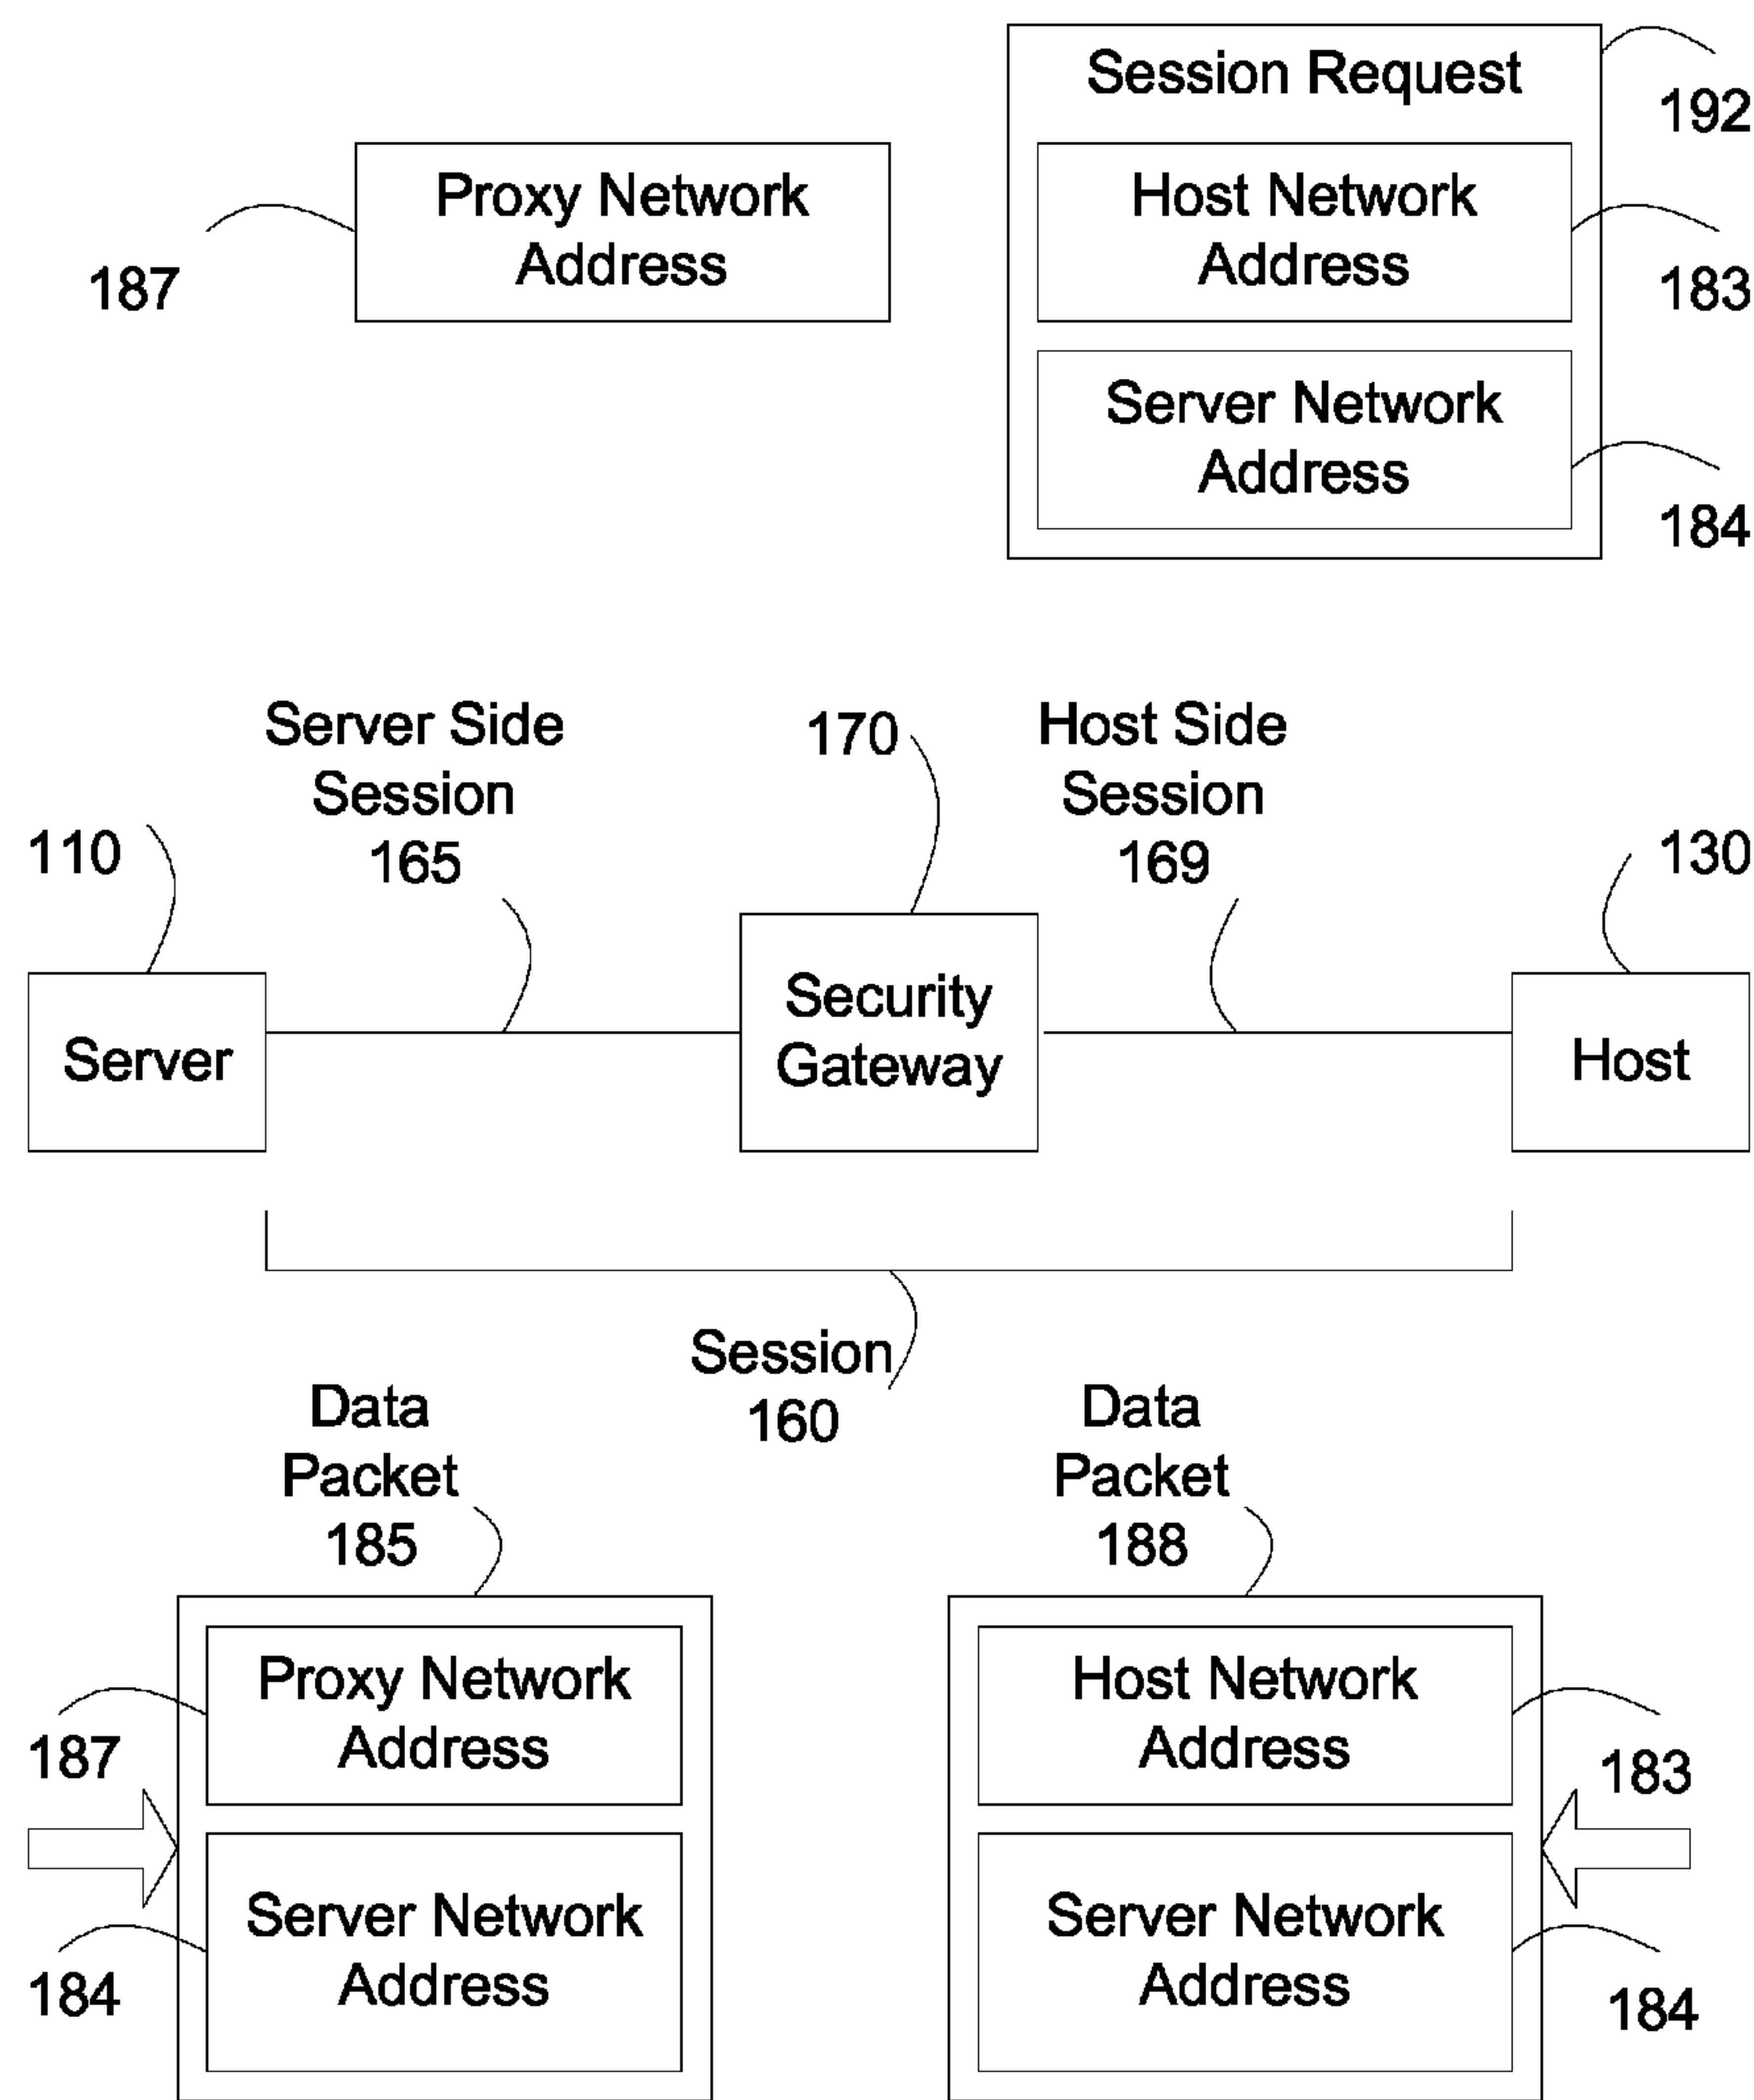 Session Request
192
Proxy Network
Address
187
Host Network
Address
183
Server Network
Address
184
Server Side
Session
165
170
Host Side
Session
169
110
130
Server
Security
Gateway
Host
Session
160
Data
Packet
185
Data
Packet
188
Proxy Network
Address
187
Server Network
Address
184
Host Network
Address
183
Server Network
Address
184